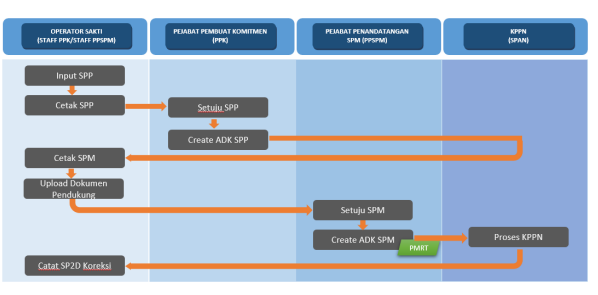 OPERATOR SAKTI
(STAFF PPK/STAFF PPSPM)
PEJABAT PEMBUAT KOMITMEN
(PPK)
PEJABAT PENANDATANGAN
SPM (PPSPM)
KPPN
(SPAN)
Input SPP
Cetak SPP
Setuju SPP
Create ADK SPP
Cetak SPM
Upload Dokumen
Pendukung
Setuju SPM
Create ADK SPM
PMRT
Proses KPPN
Catat SP2D Koreksi